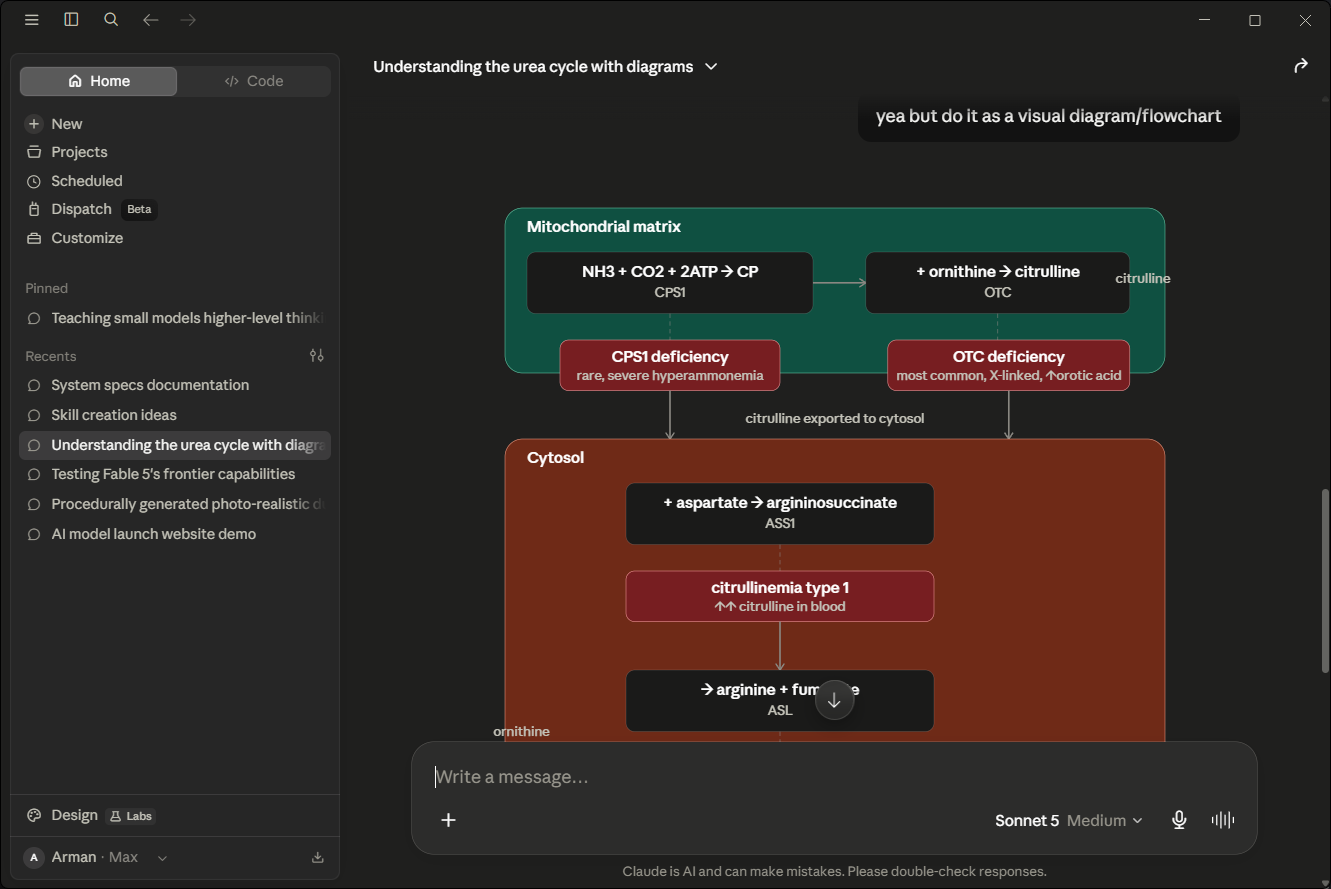 Home
Code
New
Projects
Scheduled
Dispatch Beta
Customize
Pinned
Teaching small models higher-level
Recents
System specs documentation
Skill creation ideas
Understanding the urea cycle with
Testing Fable 5's frontier capabilities
Procedurally generated photo-realistic
AI model launch website demo
Design Labs
A Arman · Max
Understanding the urea cycle with diagrams
yea but do it as a visual diagram/flowchart
Mitochondrial matrix
NH3 + CO2 + 2ATP → CP
CPS1
+ ornithine → citrulline
OTC
citrulline
CPS1 deficiency
rare, severe hyperammonemia
OTC deficiency
most common, X-linked, ↑orotic acid
citrulline exported to cytosol
Cytosol
+ aspartate → argininosuccinate
ASS1
citrullinemia type 1
↑↑ citrulline in blood
→ arginine +
ASL
ornithine
Write a message...
Sonnet 5 Medium
Claude is AI and can make mistakes. Please double-check responses.